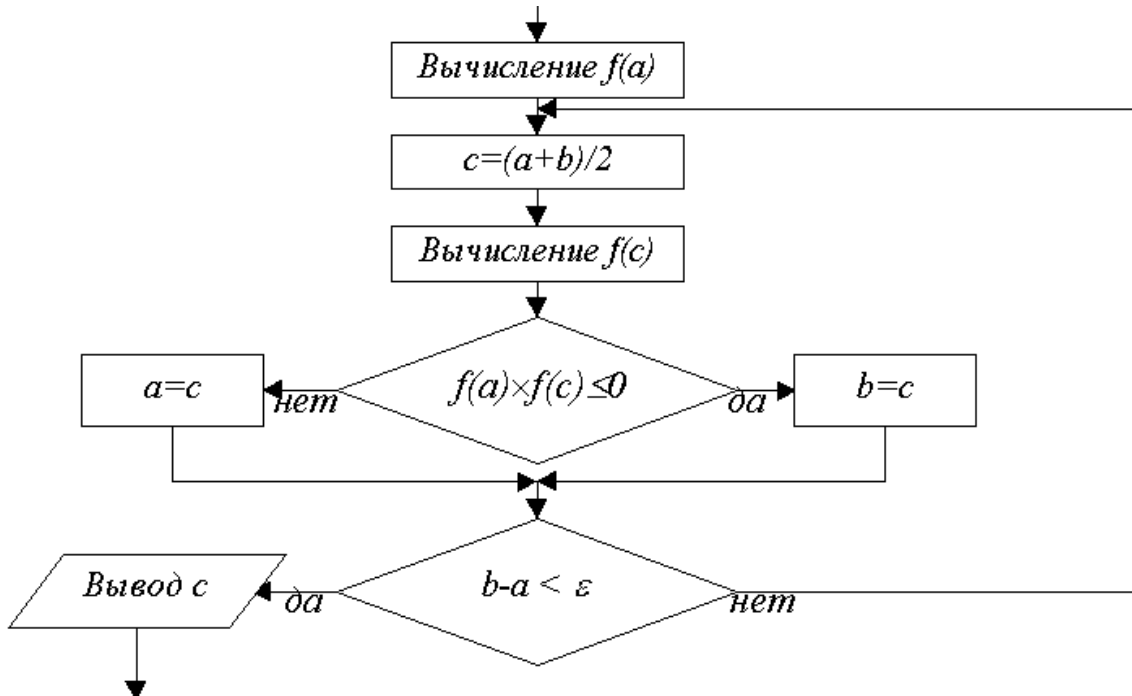 Вычисление f(a)
c=(a+b)/2
Вычисление f(c)
f(a)×f(c)≤0
нет
да
a=c
b=c
b-a < ε
да
нет
Вывод c